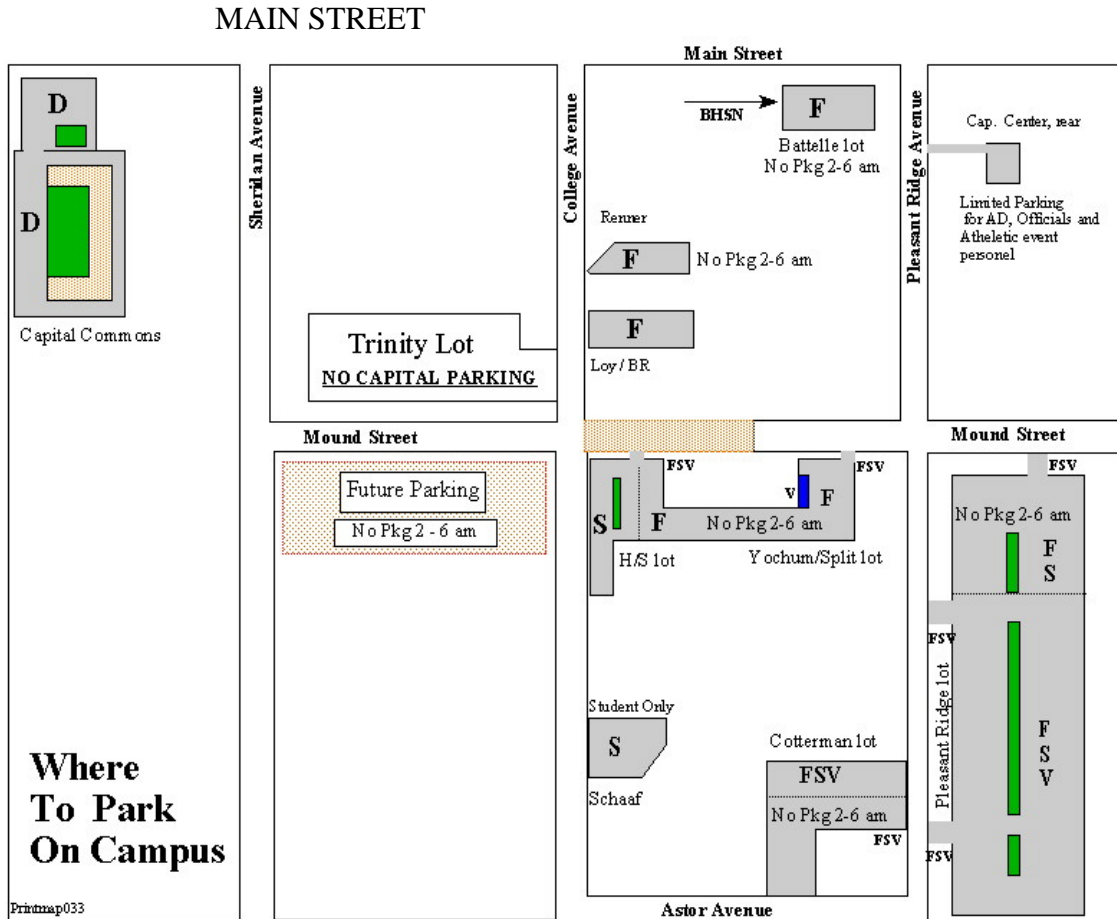 MAIN STREET
Main Street
D
D
Capital Commons
Sheridan Avenue
College Avenue
Pleasant Ridge Avenue
BHSN
F
Battelle lot
No Pkg 2-6 am
Cap. Center, rear
Limited Parking
for AD, Officials and
Atheletic event
personel
Renner
F
No Pkg 2-6 am
F
Loy / BR
Trinity Lot
NO CAPITAL PARKING
Mound Street
Mound Street
Future Parking
No Pkg 2 - 6 am
FSV
FSV
S
F
V
F
No Pkg 2-6 am
H/S lot
Yochum/Split lot
FSV
No Pkg 2-6 am
F
S
FSV
Pleasant Ridge lot
F
S
V
FSV
Student Only
S
Schaaf
Cotterman lot
FSV
No Pkg 2-6 am
FSV
Where
To Park
On Campus
Printmap033
Astor Avenue